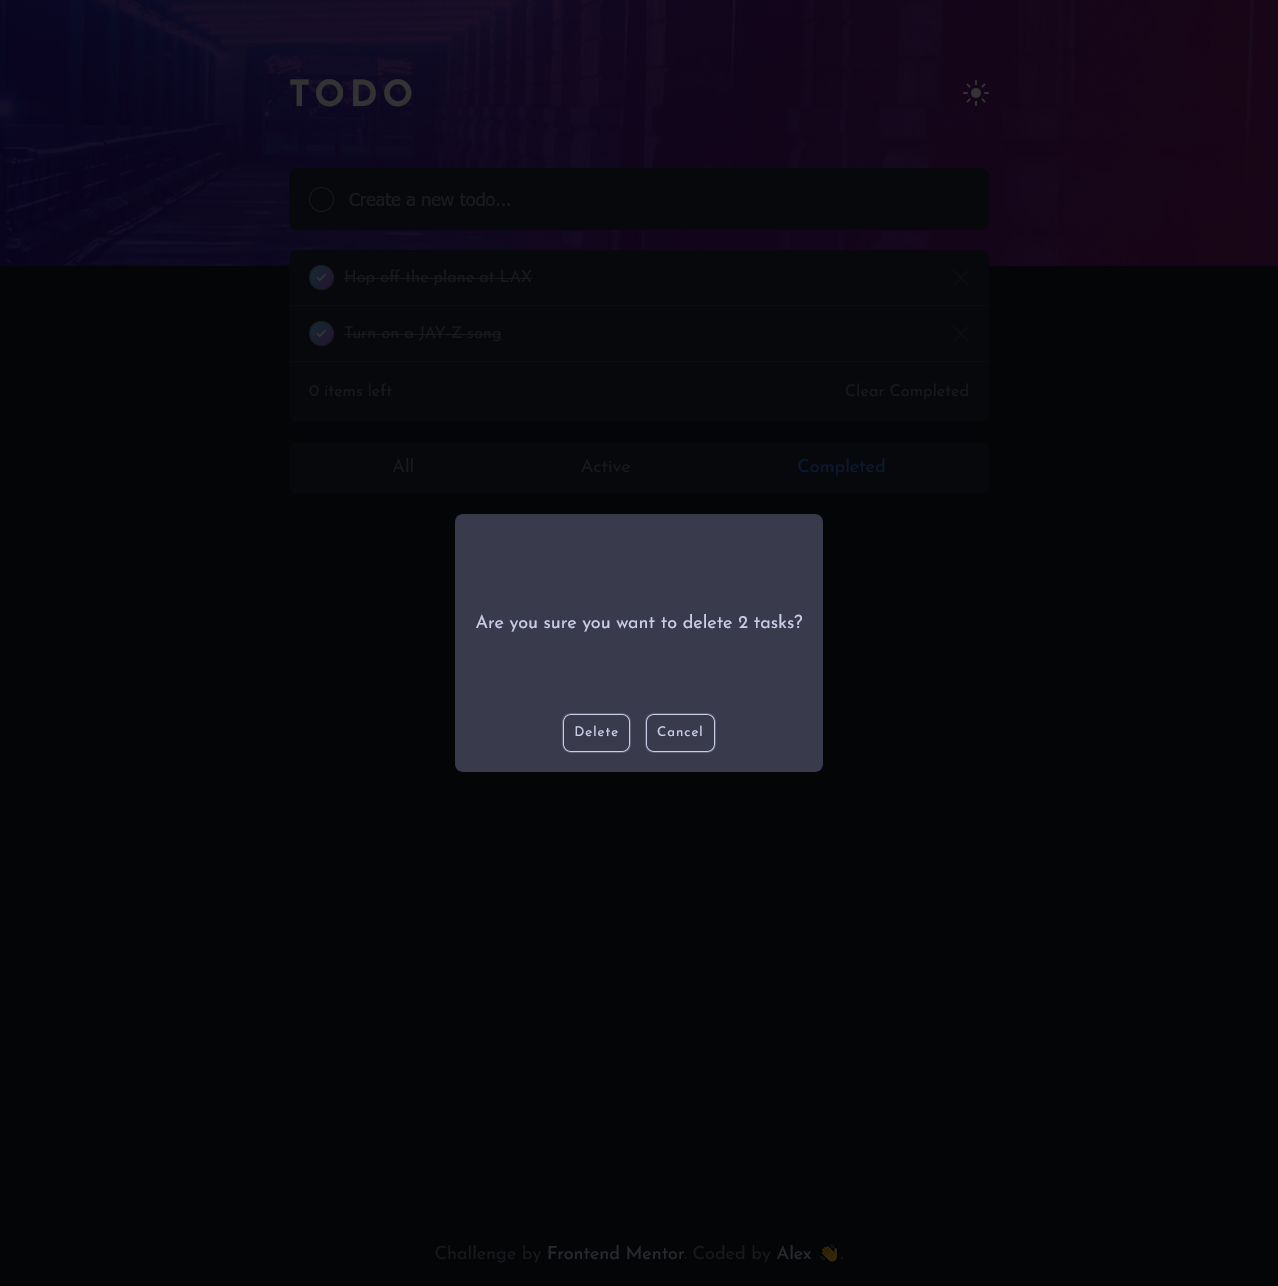 TODO
Create a new todo...
Hop off the plane at LAX
Turn on a JAY-Z song
0 items left
Clear Completed
All
Active
Completed
Are you sure you want to delete 2 tasks?
Delete
Cancel
Challenge by Frontend Mentor. Coded by Alex 👋.